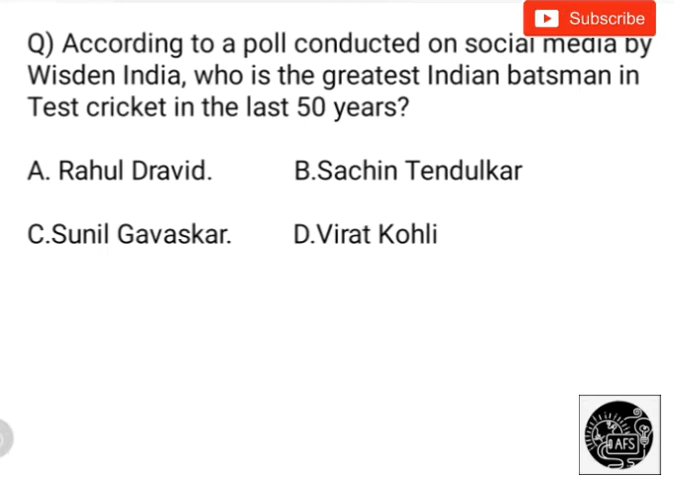 Subscribe
Q) According to a poll conducted on social media by
Wisden India, who is the greatest Indian batsman in
Test cricket in the last 50 years?
A. Rahul Dravid. B.Sachin Tendulkar
C.Sunil Gavaskar. D.Virat Kohli
AFS